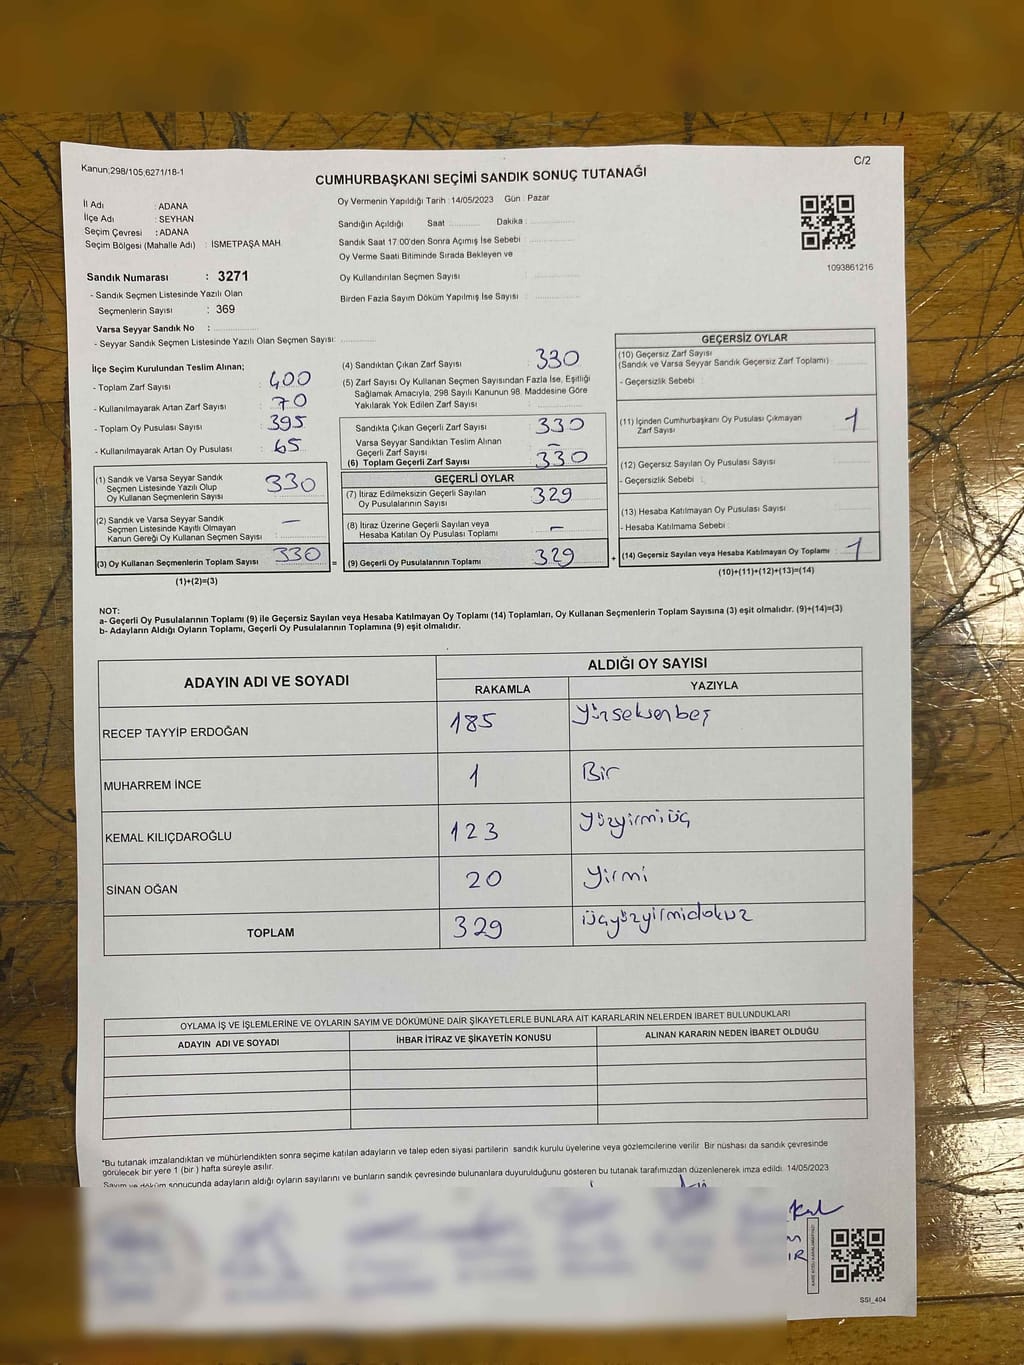 Kanun;298/105,6271/18-1
C/2
CUMHURBAŞKANI SEÇİMİ SANDIK SONUÇ TUTANAĞI
İl Adı : ADANA
İlçe Adı : SEYHAN
Seçim Çevresi : ADANA
Seçim Bölgesi (Mahalle Adı) : İSMETPAŞA MAH
Sandık Numarası : 3271
- Sandık Seçmen Listesinde Yazılı Olan
Seçmenlerin Sayısı : 369
Varsa Seyyar Sandık No :
- Seyyar Sandık Seçmen Listesinde Yazılı Olan Seçmen Sayısı:
Oy Vermenin Yapıldığı Tarih : 14/05/2023 Gün : Pazar
Sandığın Açıldığı Saat Dakika :
Sandık Saat 17:00'den Sonra Açımış İse Sebebi :
Oy Verme Saati Bitiminde Sırada Bekleyen ve
Oy Kullandırılan Seçmen Sayısı :
Birden Fazla Sayım Döküm Yapılmış İse Sayısı :
1093861216
İlçe Seçim Kurulundan Teslim Alınan;
- Toplam Zarf Sayısı : 400
- Kullanılmayarak Artan Zarf Sayısı : 70
- Toplam Oy Pusulası Sayısı : 395
- Kullanılmayarak Artan Oy Pusulası : 65
(1) Sandık ve Varsa Seyyar Sandık
Seçmen Listesinde Yazılı Olup
Oy Kullanan Seçmenlerin Sayısı 330
(2) Sandık ve Varsa Seyyar Sandık
Seçmen Listesinde Kayıtlı Olmayan
Kanun Gereği Oy Kullanan Seçmen Sayısı : —
(3) Oy Kullanan Seçmenlerin Toplam Sayısı 330
(1)+(2)=(3)
(4) Sandıktan Çıkan Zarf Sayısı : 330
(5) Zarf Sayısı Oy Kullanan Seçmen Sayısından Fazla İse, Eşitliği
Sağlamak Amacıyla, 298 Sayılı Kanunun 98. Maddesine Göre
Yakılarak Yok Edilen Zarf Sayısı :
Sandıkta Çıkan Geçerli Zarf Sayısı : 330
Varsa Seyyar Sandıktan Teslim Alınan
Geçerli Zarf Sayısı : —
(6) Toplam Geçerli Zarf Sayısı : 330
GEÇERLİ OYLAR
(7) İtiraz Edilmeksizin Geçerli Sayılan
Oy Pusulalarının Sayısı 329
(8) İtiraz Üzerine Geçerli Sayılan veya
Hesaba Katılan Oy Pusulası Toplamı : —
=
(9) Geçerli Oy Pusulalarının Toplamı 329
+
GEÇERSİZ OYLAR
(10) Geçersiz Zarf Sayısı
(Sandık ve Varsa Seyyar Sandık Geçersiz Zarf Toplamı)
- Geçersizlik Sebebi :
(11) İçinden Cumhurbaşkanı Oy Pusulası Çıkmayan
Zarf Sayısı 1
(12) Geçersiz Sayılan Oy Pusulası Sayısı
- Geçersizlik Sebebi :
(13) Hesaba Katılmayan Oy Pusulası Sayısı
- Hesaba Katılmama Sebebi :
(14) Geçersiz Sayılan veya Hesaba Katılmayan Oy Toplamı : 1
(10)+(11)+(12)+(13)=(14)
NOT:
a- Geçerli Oy Pusulalarının Toplamı (9) ile Geçersiz Sayılan veya Hesaba Katılmayan Oy Toplamı (14) Toplamları, Oy Kullanan Seçmenlerin Toplam Sayısına (3) eşit olmalıdır. (9)+(14)=(3)
b- Adayların Aldığı Oyların Toplamı, Geçerli Oy Pusulalarının Toplamına (9) eşit olmalıdır.
ADAYIN ADI VE SOYADI
ALDIĞI OY SAYISI
RAKAMLA YAZIYLA
RECEP TAYYİP ERDOĞAN 185 Yüzseksenbeş
MUHARREM İNCE 1 Bir
KEMAL KILIÇDAROĞLU 123 Yüzyirmiüç
SİNAN OĞAN 20 Yirmi
TOPLAM 329 üçyüzyirmidokuz
OYLAMA İŞ VE İŞLEMLERİNE VE OYLARIN SAYIM VE DÖKÜMÜNE DAİR ŞİKAYETLERLE BUNLARA AİT KARARLARIN NELERDEN İBARET BULUNDUKLARI
ADAYIN ADI VE SOYADI İHBAR İTİRAZ VE ŞİKAYETİN KONUSU ALINAN KARARIN NEDEN İBARET OLDUĞU
*Bu tutanak imzalandıktan ve mühürlendikten sonra seçime katılan adayların ve talep eden siyasi partilerin sandık kurulu üyelerine veya gözlemcilerine verilir. Bir nüshası da sandık çevresinde
görülecek bir yere 1 (bir ) hafta süreyle asılır.
Sayım ve döküm sonucunda adayların aldığı oyların sayılarını ve bunların sandık çevresinde bulunanlara duyurulduğunu gösteren bu tutanak tarafımızdan düzenlenerek imza edildi. 14/05/2023
SSI_404